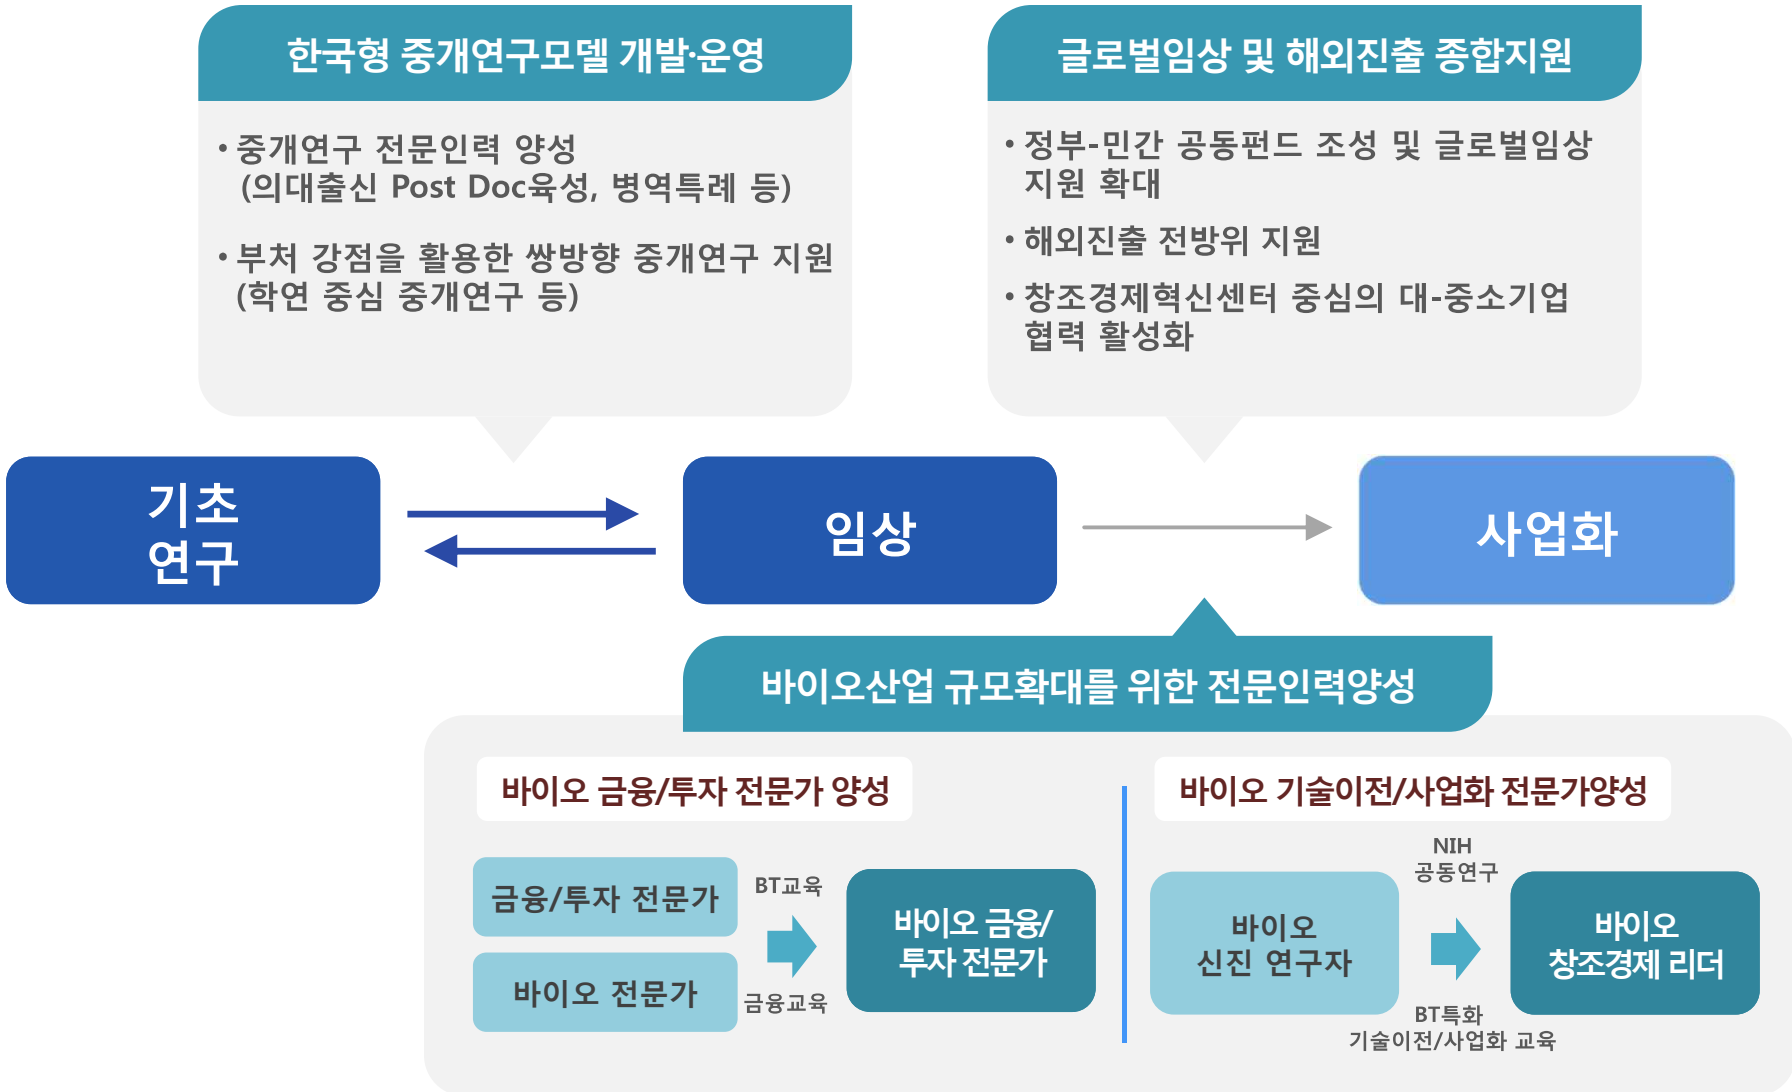 한국형 중개연구모델 개발·운영
• 중개연구 전문인력 양성
(의대출신 Post Doc육성, 병역특례 등)
• 부처 강점을 활용한 쌍방향 중개연구 지원
(학연 중심 중개연구 등)
글로벌임상 및 해외진출 종합지원
• 정부-민간 공동펀드 조성 및 글로벌임상
지원 확대
• 해외진출 전방위 지원
• 창조경제혁신센터 중심의 대-중소기업
협력 활성화
기초
연구
임상
사업화
바이오산업 규모확대를 위한 전문인력양성
바이오 금융/투자 전문가 양성
금융/투자 전문가
바이오 전문가
BT교육
금융교육
바이오 금융/
투자 전문가
바이오 기술이전/사업화 전문가양성
바이오
신진 연구자
NIH
공동연구
BT특화
기술이전/사업화 교육
바이오
창조경제 리더